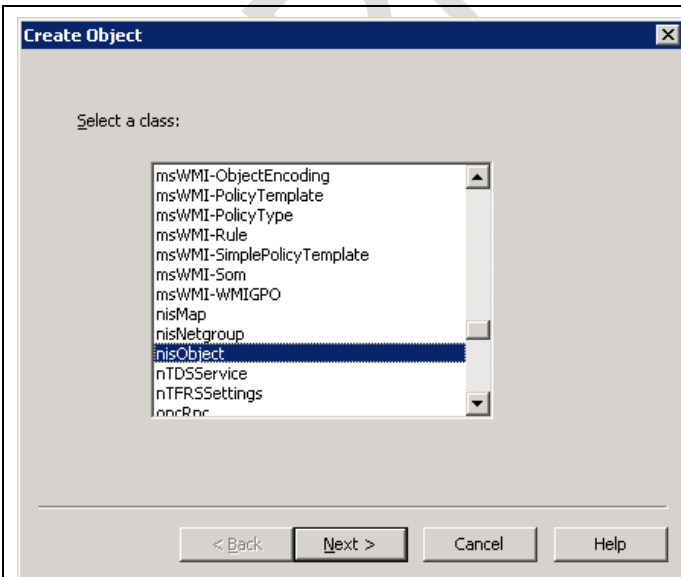 Create Object
Select a class:
msWMI-ObjectEncoding
msWMI-PolicyTemplate
msWMI-PolicyType
msWMI-Rule
msWMI-SimplePolicyTemplate
msWMI-Som
msWMI-WMIGPO
nisMap
nisNetgroup
nisObject
nTDSService
nTFRSSettings
oncRpc
< Back Next > Cancel Help